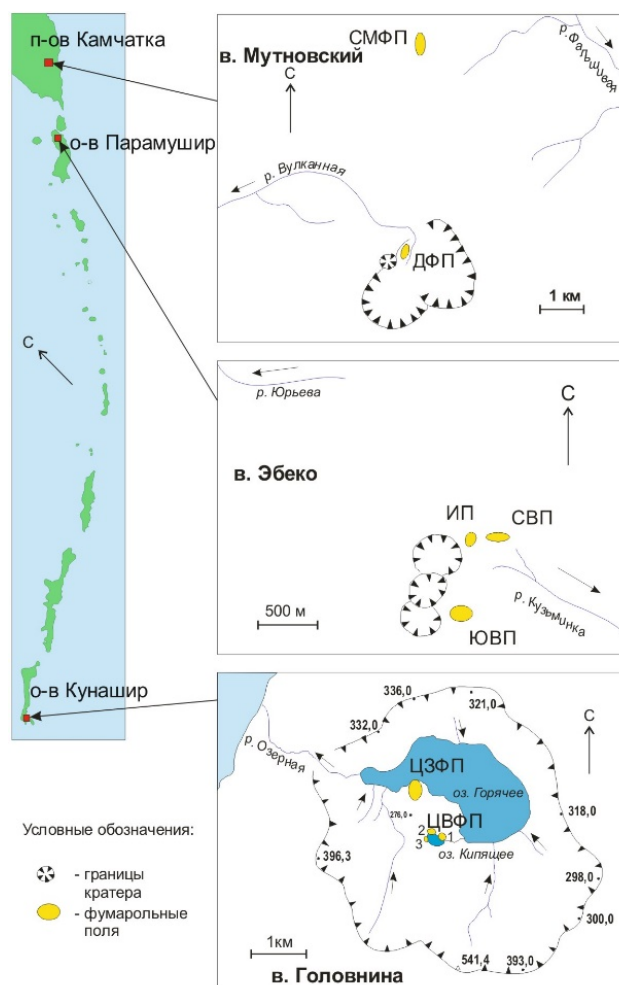 п-ов Камчатка
о-в Парамушир
С
о-в Кунашир
Условные обозначения:
- границы
кратера
- фумарольные
поля
СМФП
в. Мутновский
р. Фальшивая
С
р. Вулканная
ДФП
1 км
р. Юрьева
С
в. Эбеко
ИП
СВП
500 м
р. Кузьминка
ЮВП
336,0
321,0
332,0
С
р. Озерная
ЦЗФП
оз. Горячее
318,0
276,0
ЦВФП
2
1
3
оз. Кипящее
396,3
298,0
300,0
1км
541,4
393,0
в. Головнина